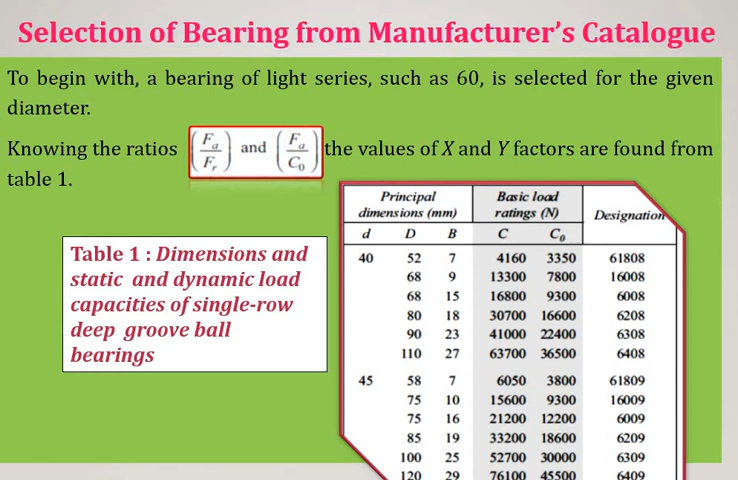 Selection of Bearing from Manufacturer's Catalogue
To begin with, a bearing of light series, such as 60, is selected for the given
diameter.
Knowing the ratios (Fa/Fr) and (Fa/C0) the values of X and Y factors are found from
table 1.
Table 1 : Dimensions and
static and dynamic load
capacities of single-row
deep groove ball
bearings
Principal Basic load
dimensions (mm) ratings (N) Designation
d D B C C0
40 52 7 4160 3350 61808
68 9 13300 7800 16008
68 15 16800 9300 6008
80 18 30700 16600 6208
90 23 41000 22400 6308
110 27 63700 36500 6408
45 58 7 6050 3800 61809
75 10 15600 9300 16009
75 16 21200 12200 6009
85 19 33200 18600 6209
100 25 52700 30000 6309
120 29 76100 45500 6409